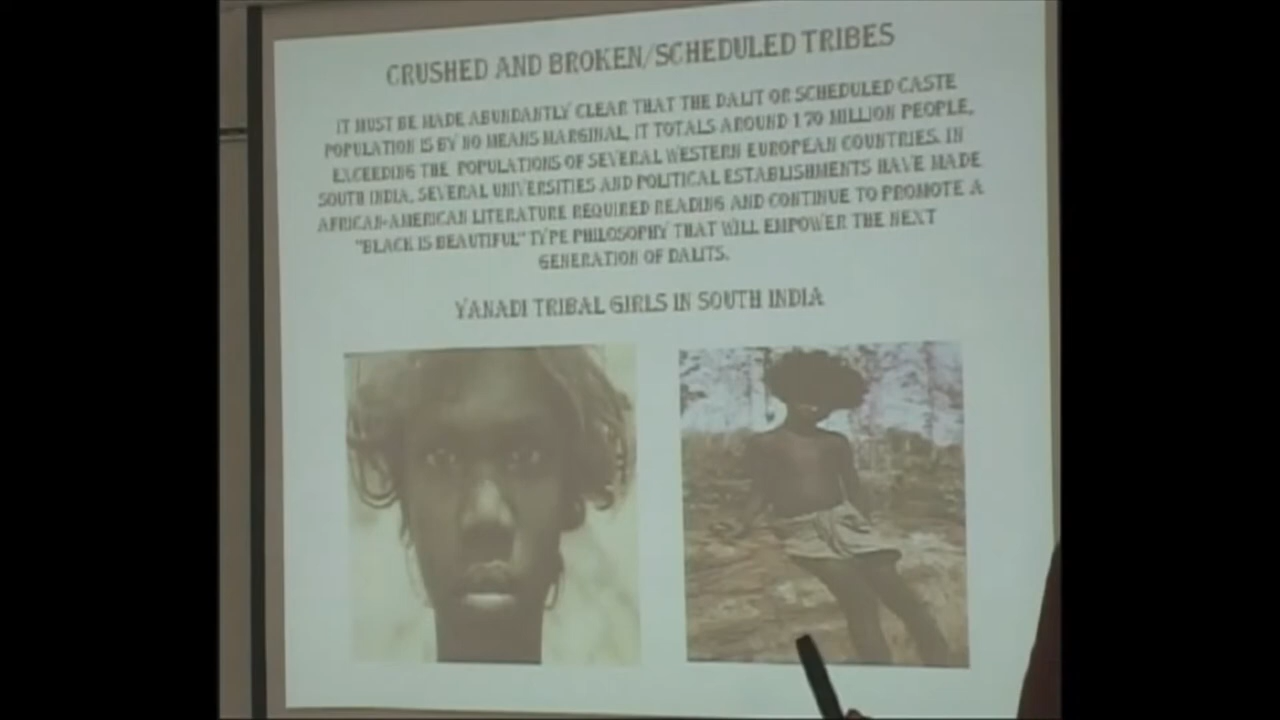 CRUSHED AND BROKEN/SCHEDULED TRIBES
IT MUST BE MADE ABUNDANTLY CLEAR THAT THE DALIT OR SCHEDULED CASTE
POPULATION IS BY NO MEANS MARGINAL, IT TOTALS AROUND 170 MILLION PEOPLE,
EXCEEDING THE POPULATIONS OF SEVERAL WESTERN EUROPEAN COUNTRIES. IN
SOUTH INDIA, SEVERAL UNIVERSITIES AND POLITICAL ESTABLISHMENTS HAVE MADE
AFRICAN-AMERICAN LITERATURE REQUIRED READING AND CONTINUE TO PROMOTE A
"BLACK IS BEAUTIFUL" TYPE PHILOSOPHY THAT WILL EMPOWER THE NEXT
GENERATION OF DALITS.
YANADI TRIBAL GIRLS IN SOUTH INDIA